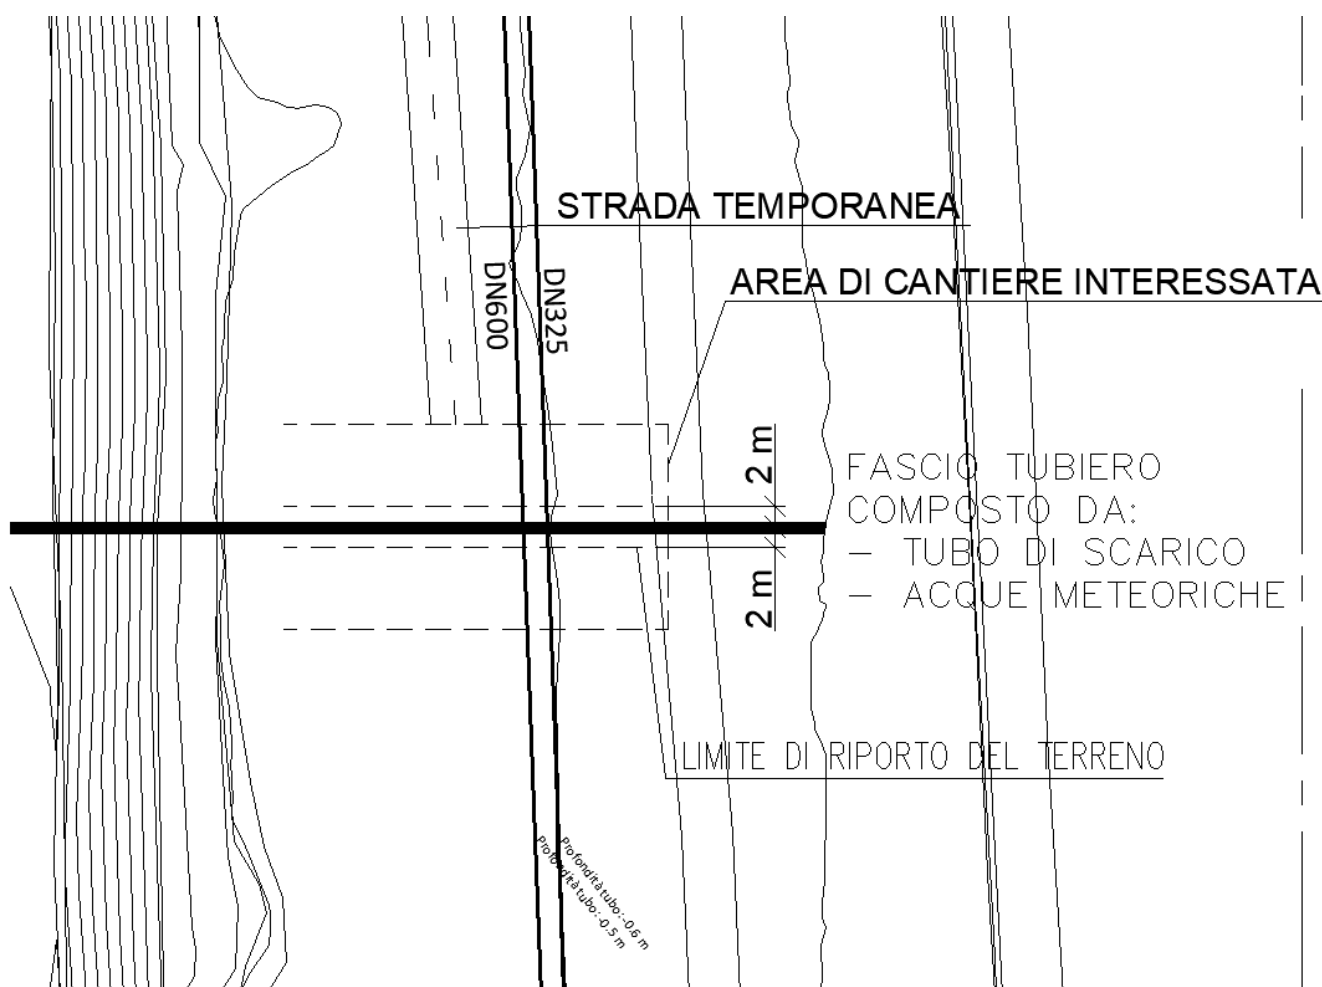 STRADA TEMPORANEA
AREA DI CANTIERE INTERESSATA
DN600
DN325
2 m
FASCIO TUBIERO
COMPOSTO DA:
- TUBO DI SCARICO
- ACQUE METEORICHE
2 m
LIMITE DI RIPORTO DEL TERRENO
Profondità tubo: -0.6 m
Profondità tubo: -0.5 m